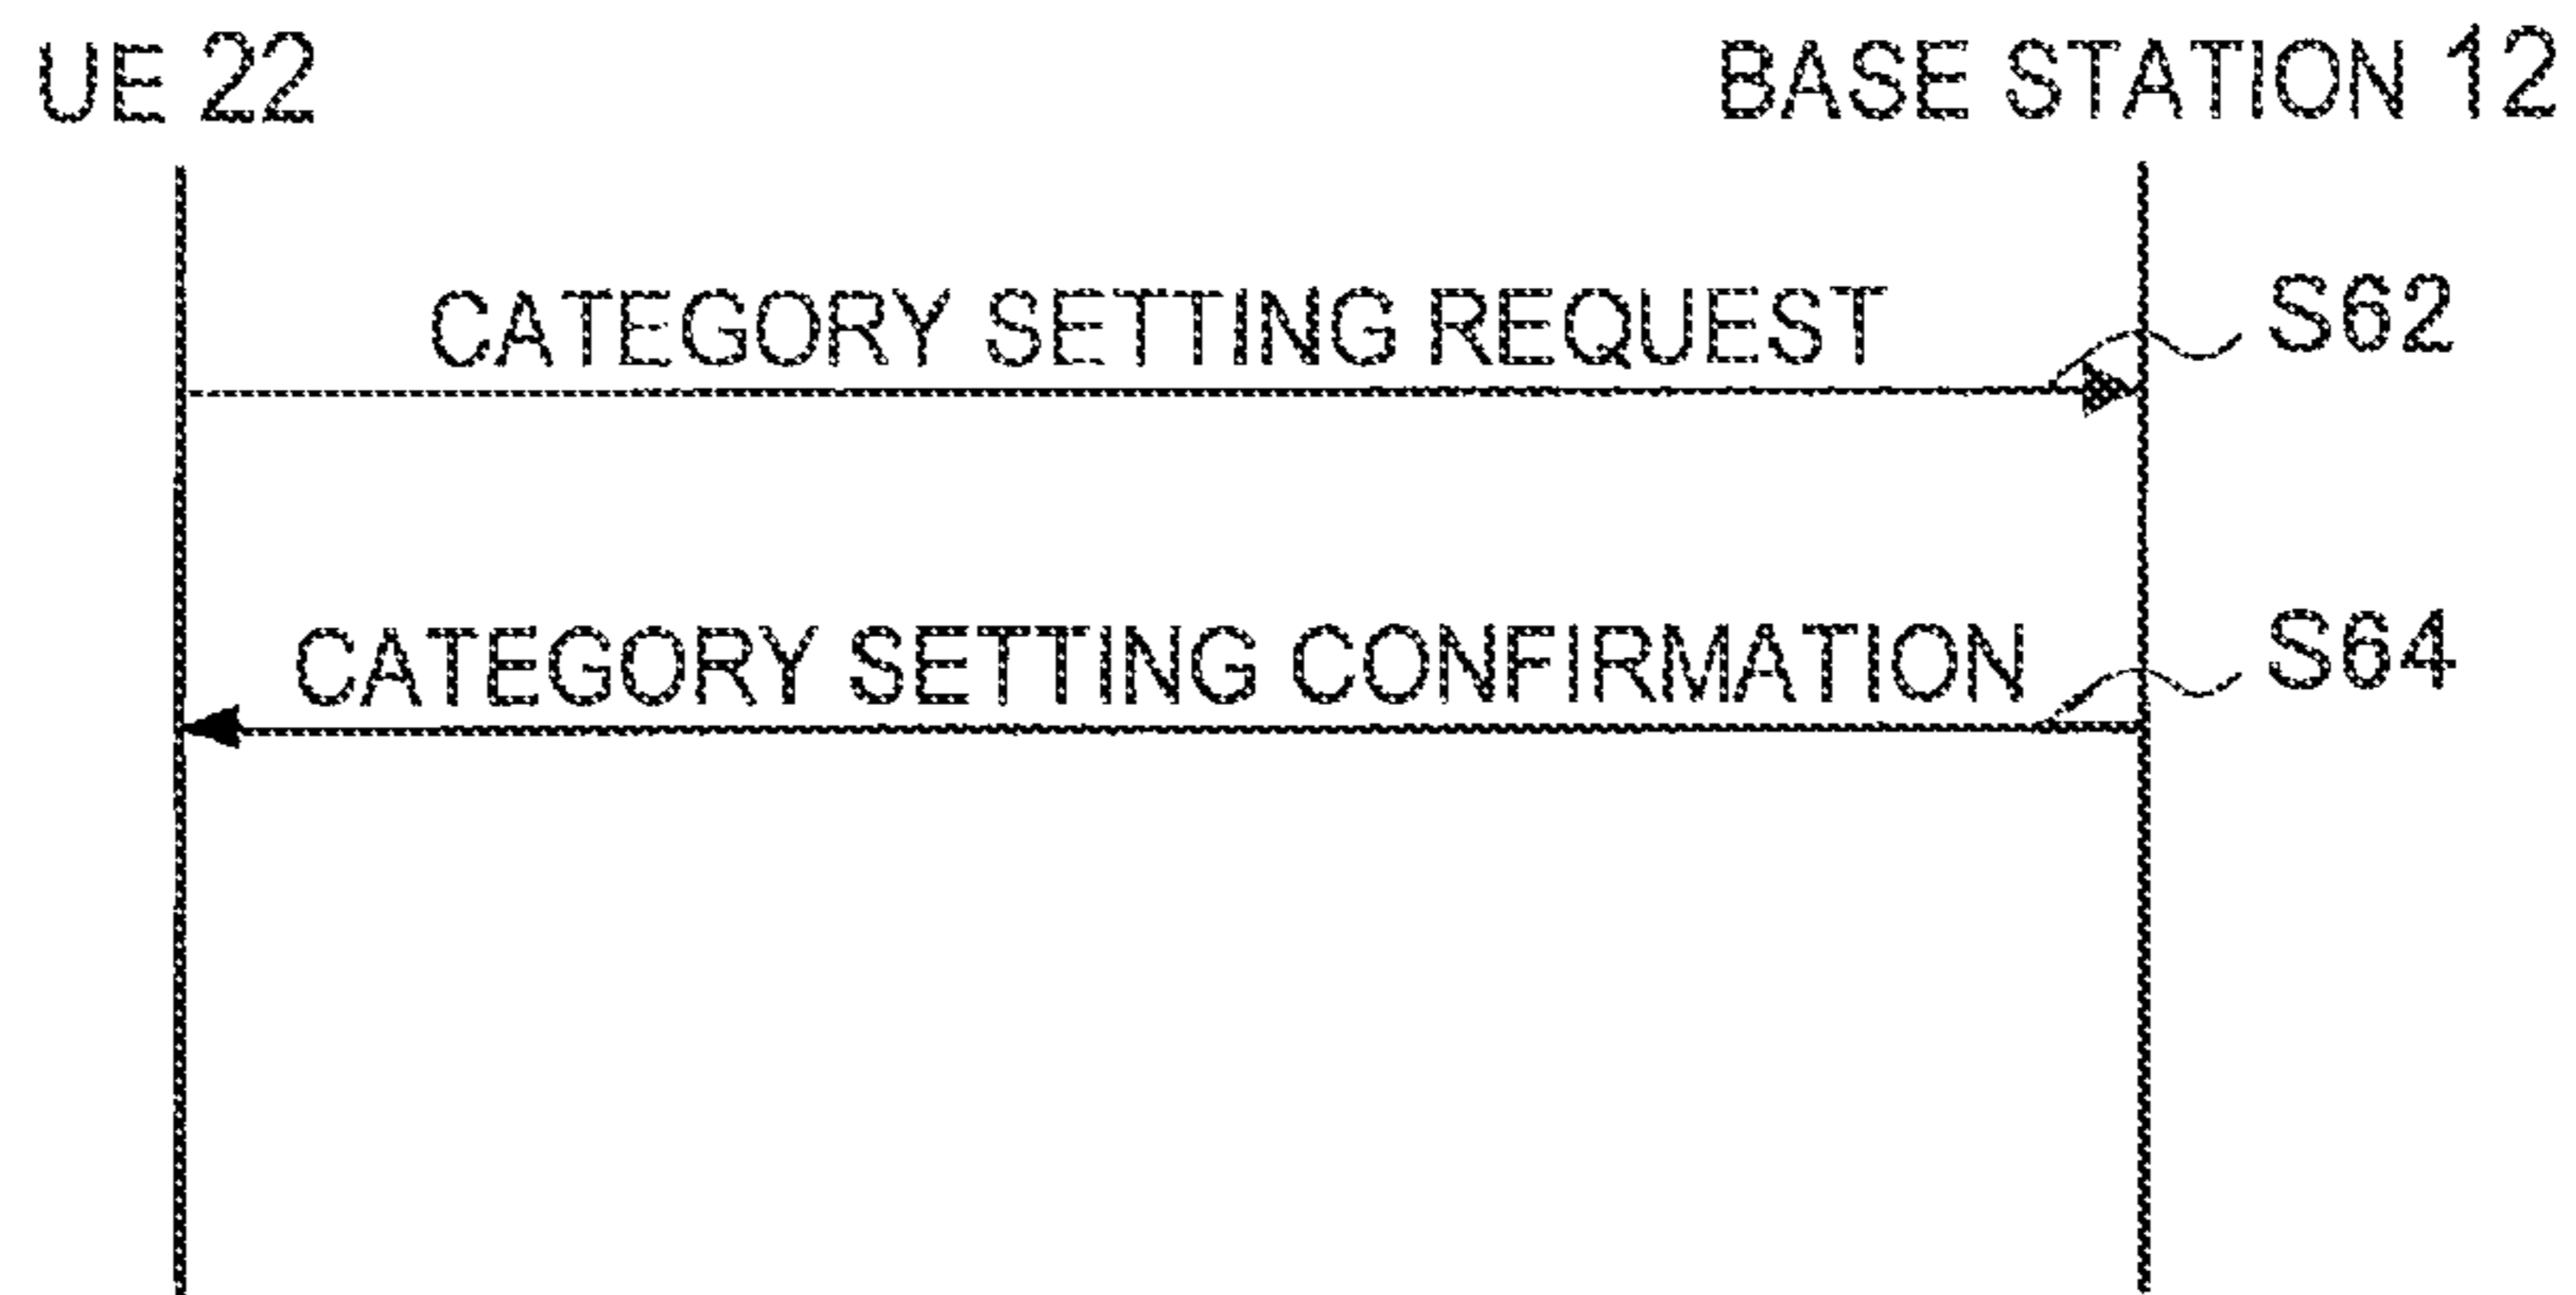 UE 22 BASE STATION 12
CATEGORY SETTING REQUEST S62
CATEGORY SETTING CONFIRMATION S64